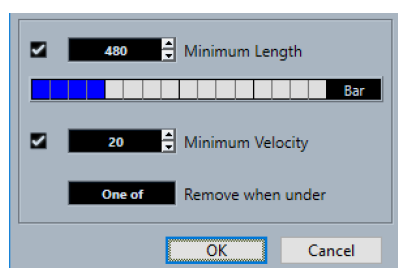 480 Minimum Length
Bar
20 Minimum Velocity
One of Remove when under
OK Cancel